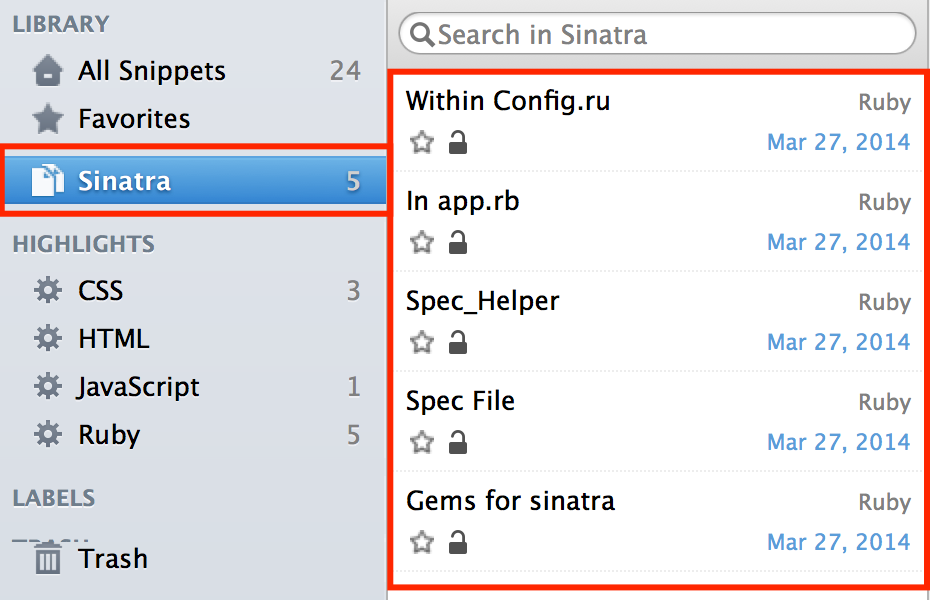 LIBRARY
All Snippets 24
Favorites
Sinatra 5
HIGHLIGHTS
CSS 3
HTML
JavaScript 1
Ruby 5
LABELS
TRASH
Trash
Search in Sinatra
Within Config.ru Ruby
Mar 27, 2014
In app.rb Ruby
Mar 27, 2014
Spec_Helper Ruby
Mar 27, 2014
Spec File Ruby
Mar 27, 2014
Gems for sinatra Ruby
Mar 27, 2014